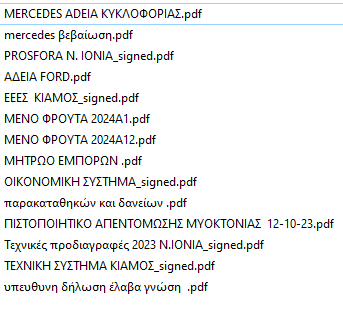 MERCEDES ΑΔΕΙΑ ΚΥΚΛΟΦΟΡΙΑΣ.pdf
mercedes βεβαίωση.pdf
PROSFORA N. IONIA_signed.pdf
ΑΔΕΙΑ FORD.pdf
ΕΕΕΣ  ΚΙΑΜΟΣ_signed.pdf
ΜΕΝΟ ΦΡΟΥΤΑ 2024Α1.pdf
ΜΕΝΟ ΦΡΟΥΤΑ 2024Α12.pdf
ΜΗΤΡΩΟ ΕΜΠΟΡΩΝ .pdf
ΟΙΚΟΝΟΜΙΚΗ ΣΥΣΤΗΜΑ_signed.pdf
παρακαταθηκών και δανείων .pdf
ΠΙΣΤΟΠΟΙΗΤΙΚΟ ΑΠΕΝΤΟΜΩΣΗΣ ΜΥΟΚΤΟΝΙΑΣ  12-10-23.pdf
Τεχνικές προδιαγραφές 2023 Ν.ΙΟΝΙΑ_signed.pdf
ΤΕΧΝΙΚΗ ΣΥΣΤΗΜΑ ΚΙΑΜΟΣ_signed.pdf
υπευθυνη δήλωση έλαβα γνώση  .pdf